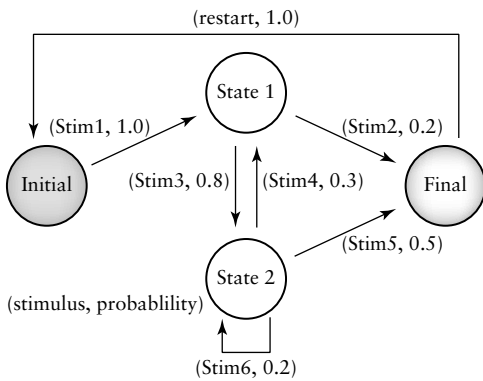 (restart, 1.0)
State 1
(Stim1, 1.0)
(Stim2, 0.2)
Initial
(Stim3, 0.8)
(Stim4, 0.3)
Final
(Stim5, 0.5)
State 2
(stimulus, probablility)
(Stim6, 0.2)